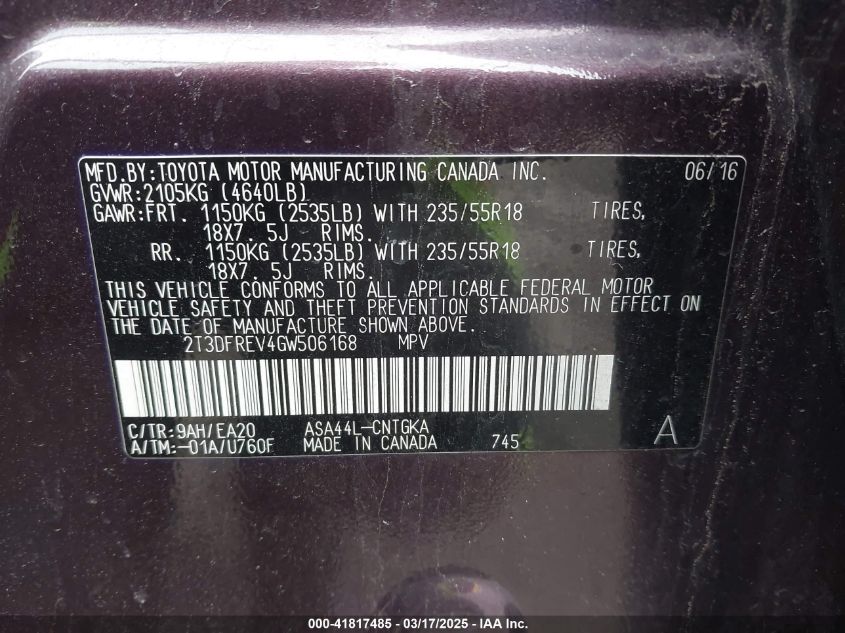 MFD.BY:TOYOTA MOTOR MANUFACTURING CANADA INC. 06/16
GVWR:2105KG (4640LB)
GAWR:FRT. 1150KG (2535LB) WITH 235/55R18 TIRES,
18X7. 5J RIMS.
RR. 1150KG (2535LB) WITH 235/55R18 TIRES,
18X7. 5J RIMS.
THIS VEHICLE CONFORMS TO ALL APPLICABLE FEDERAL MOTOR
VEHICLE SAFETY AND THEFT PREVENTION STANDARDS IN EFFECT ON
THE DATE OF MANUFACTURE SHOWN ABOVE.
2T3DFREV4GW506168 MPV
C/TR:9AH/EA20 ASA44L-CNTGKA
A/TM:-01A/U760F MADE IN CANADA 745 A
000-41817485 — 03/17/2025 — IAA Inc.